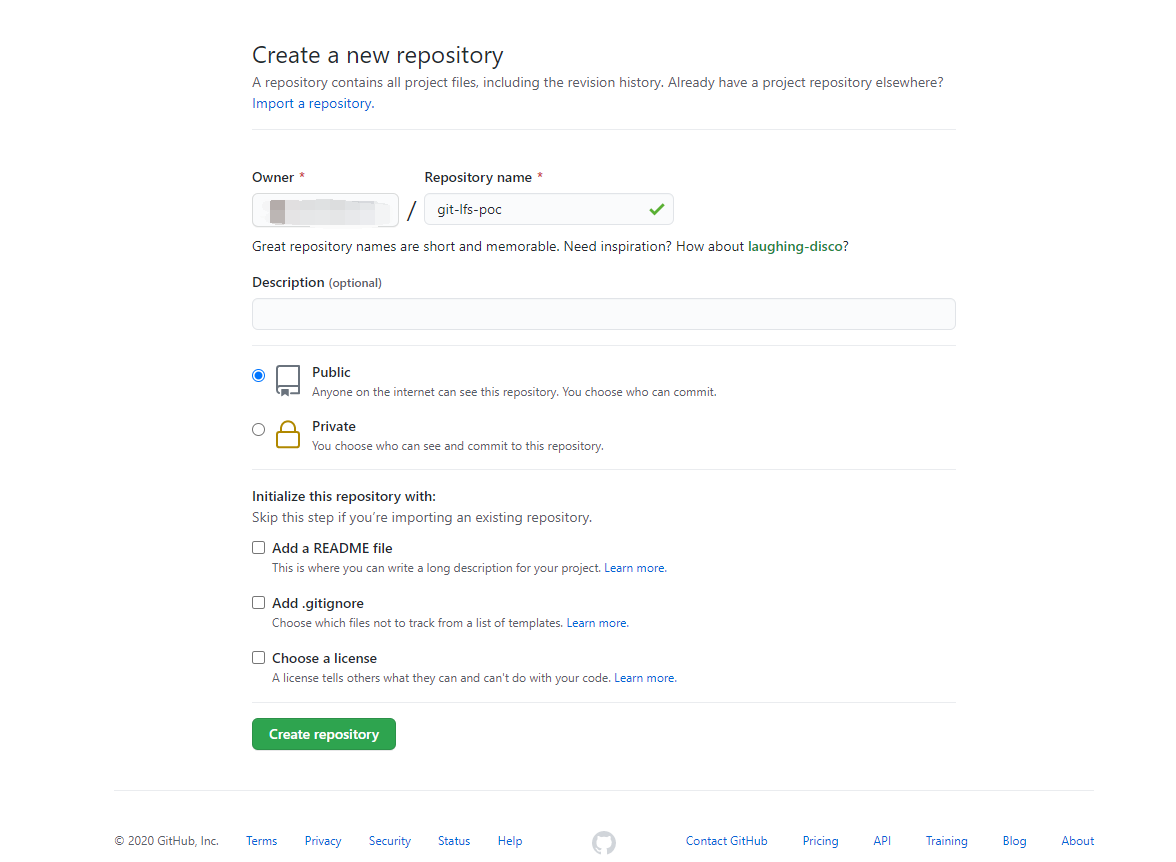 Create a new repository
A repository contains all project files, including the revision history. Already have a project repository elsewhere?
Import a repository.
Owner * Repository name *
/ git-lfs-poc
Great repository names are short and memorable. Need inspiration? How about laughing-disco?
Description (optional)
Public
Anyone on the internet can see this repository. You choose who can commit.
Private
You choose who can see and commit to this repository.
Initialize this repository with:
Skip this step if you’re importing an existing repository.
Add a README file
This is where you can write a long description for your project. Learn more.
Add .gitignore
Choose which files not to track from a list of templates. Learn more.
Choose a license
A license tells others what they can and can't do with your code. Learn more.
Create repository
© 2020 GitHub, Inc. Terms Privacy Security Status Help Contact GitHub Pricing API Training Blog About